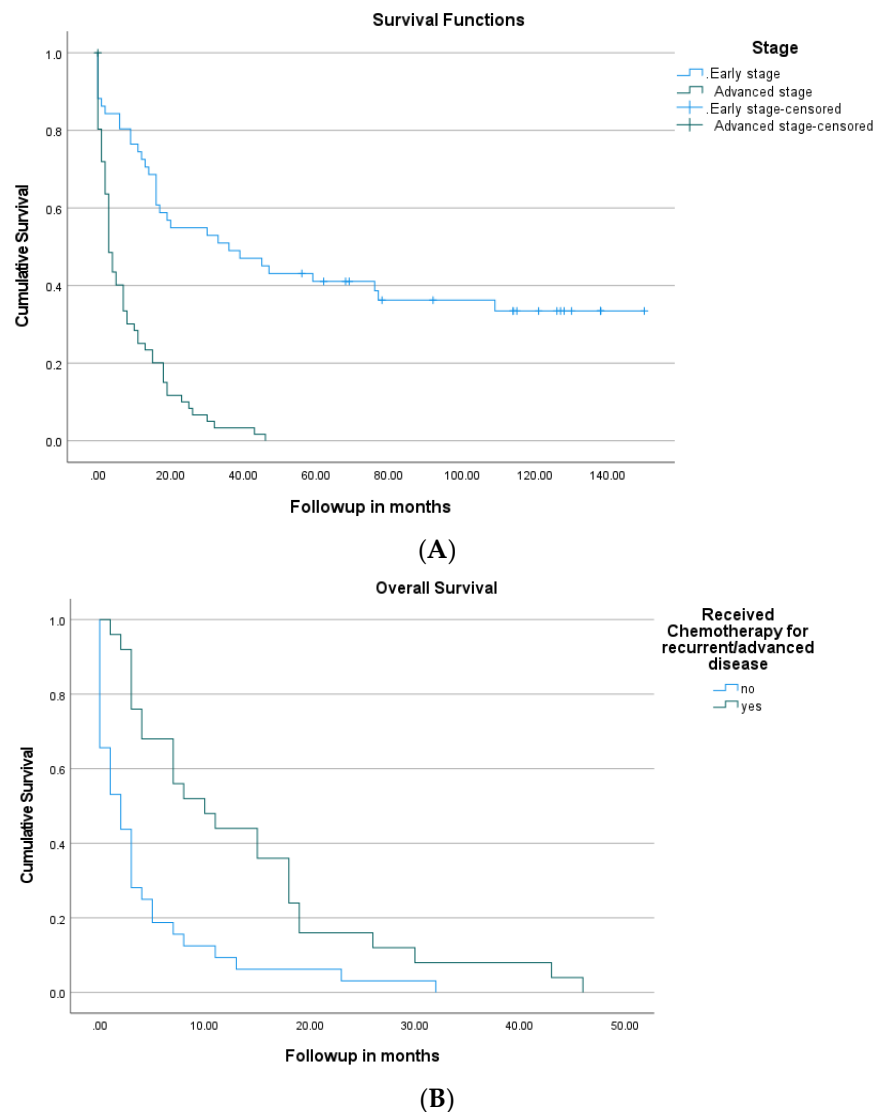 Survival Functions
Stage
.Early stage
Advanced stage
.Early stage-censored
Advanced stage-censored
Cumulative Survival
1.0
0.8
0.6
0.4
0.2
0.0
.00 20.00 40.00 60.00 80.00 100.00 120.00 140.00
Followup in months
(A)
Overall Survival
Received
Chemotherapy for
recurrent/advanced
disease
no
yes
Cumulative Survival
1.0
0.8
0.6
0.4
0.2
0.0
.00 10.00 20.00 30.00 40.00 50.00
Followup in months
(B)